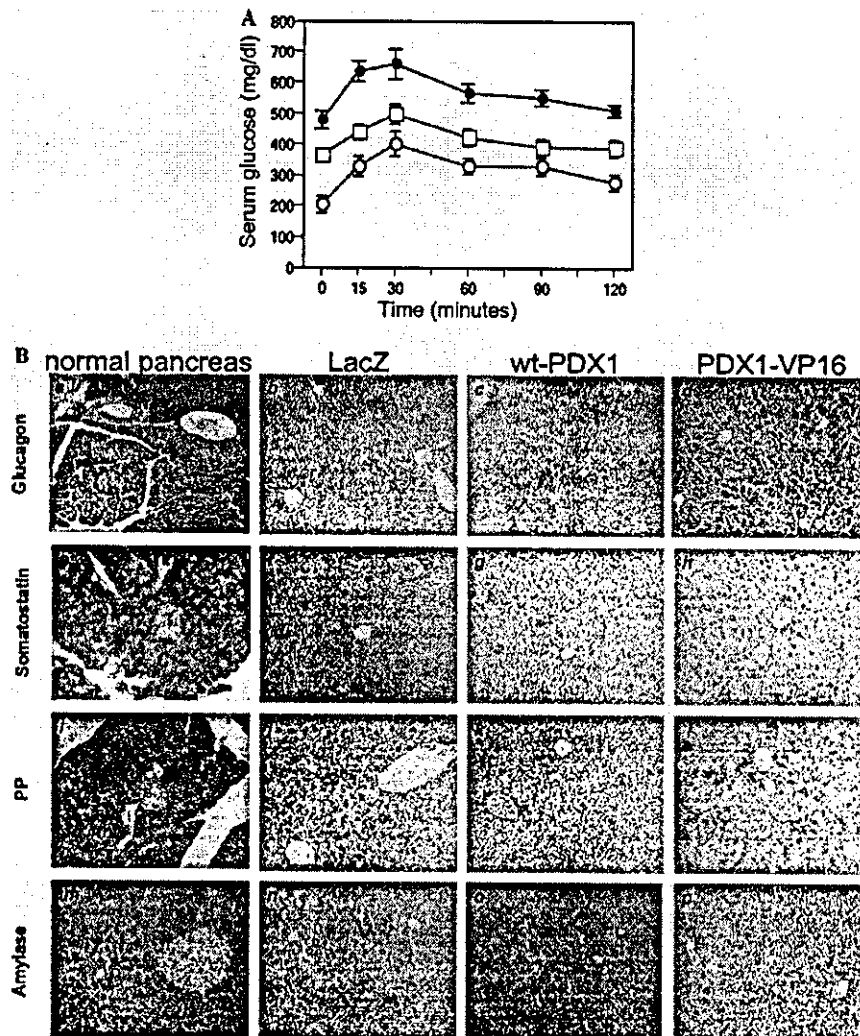 A
800
700
600
500
400
300
200
100
0
Serum glucose (mg/dl)
0 15 30 60 90 120
Time (minutes)
B normal pancreas LacZ wt-PDX1 PDX1-VP16
Glucagon
a b c
Somatostatin
g h
PP
Amylase